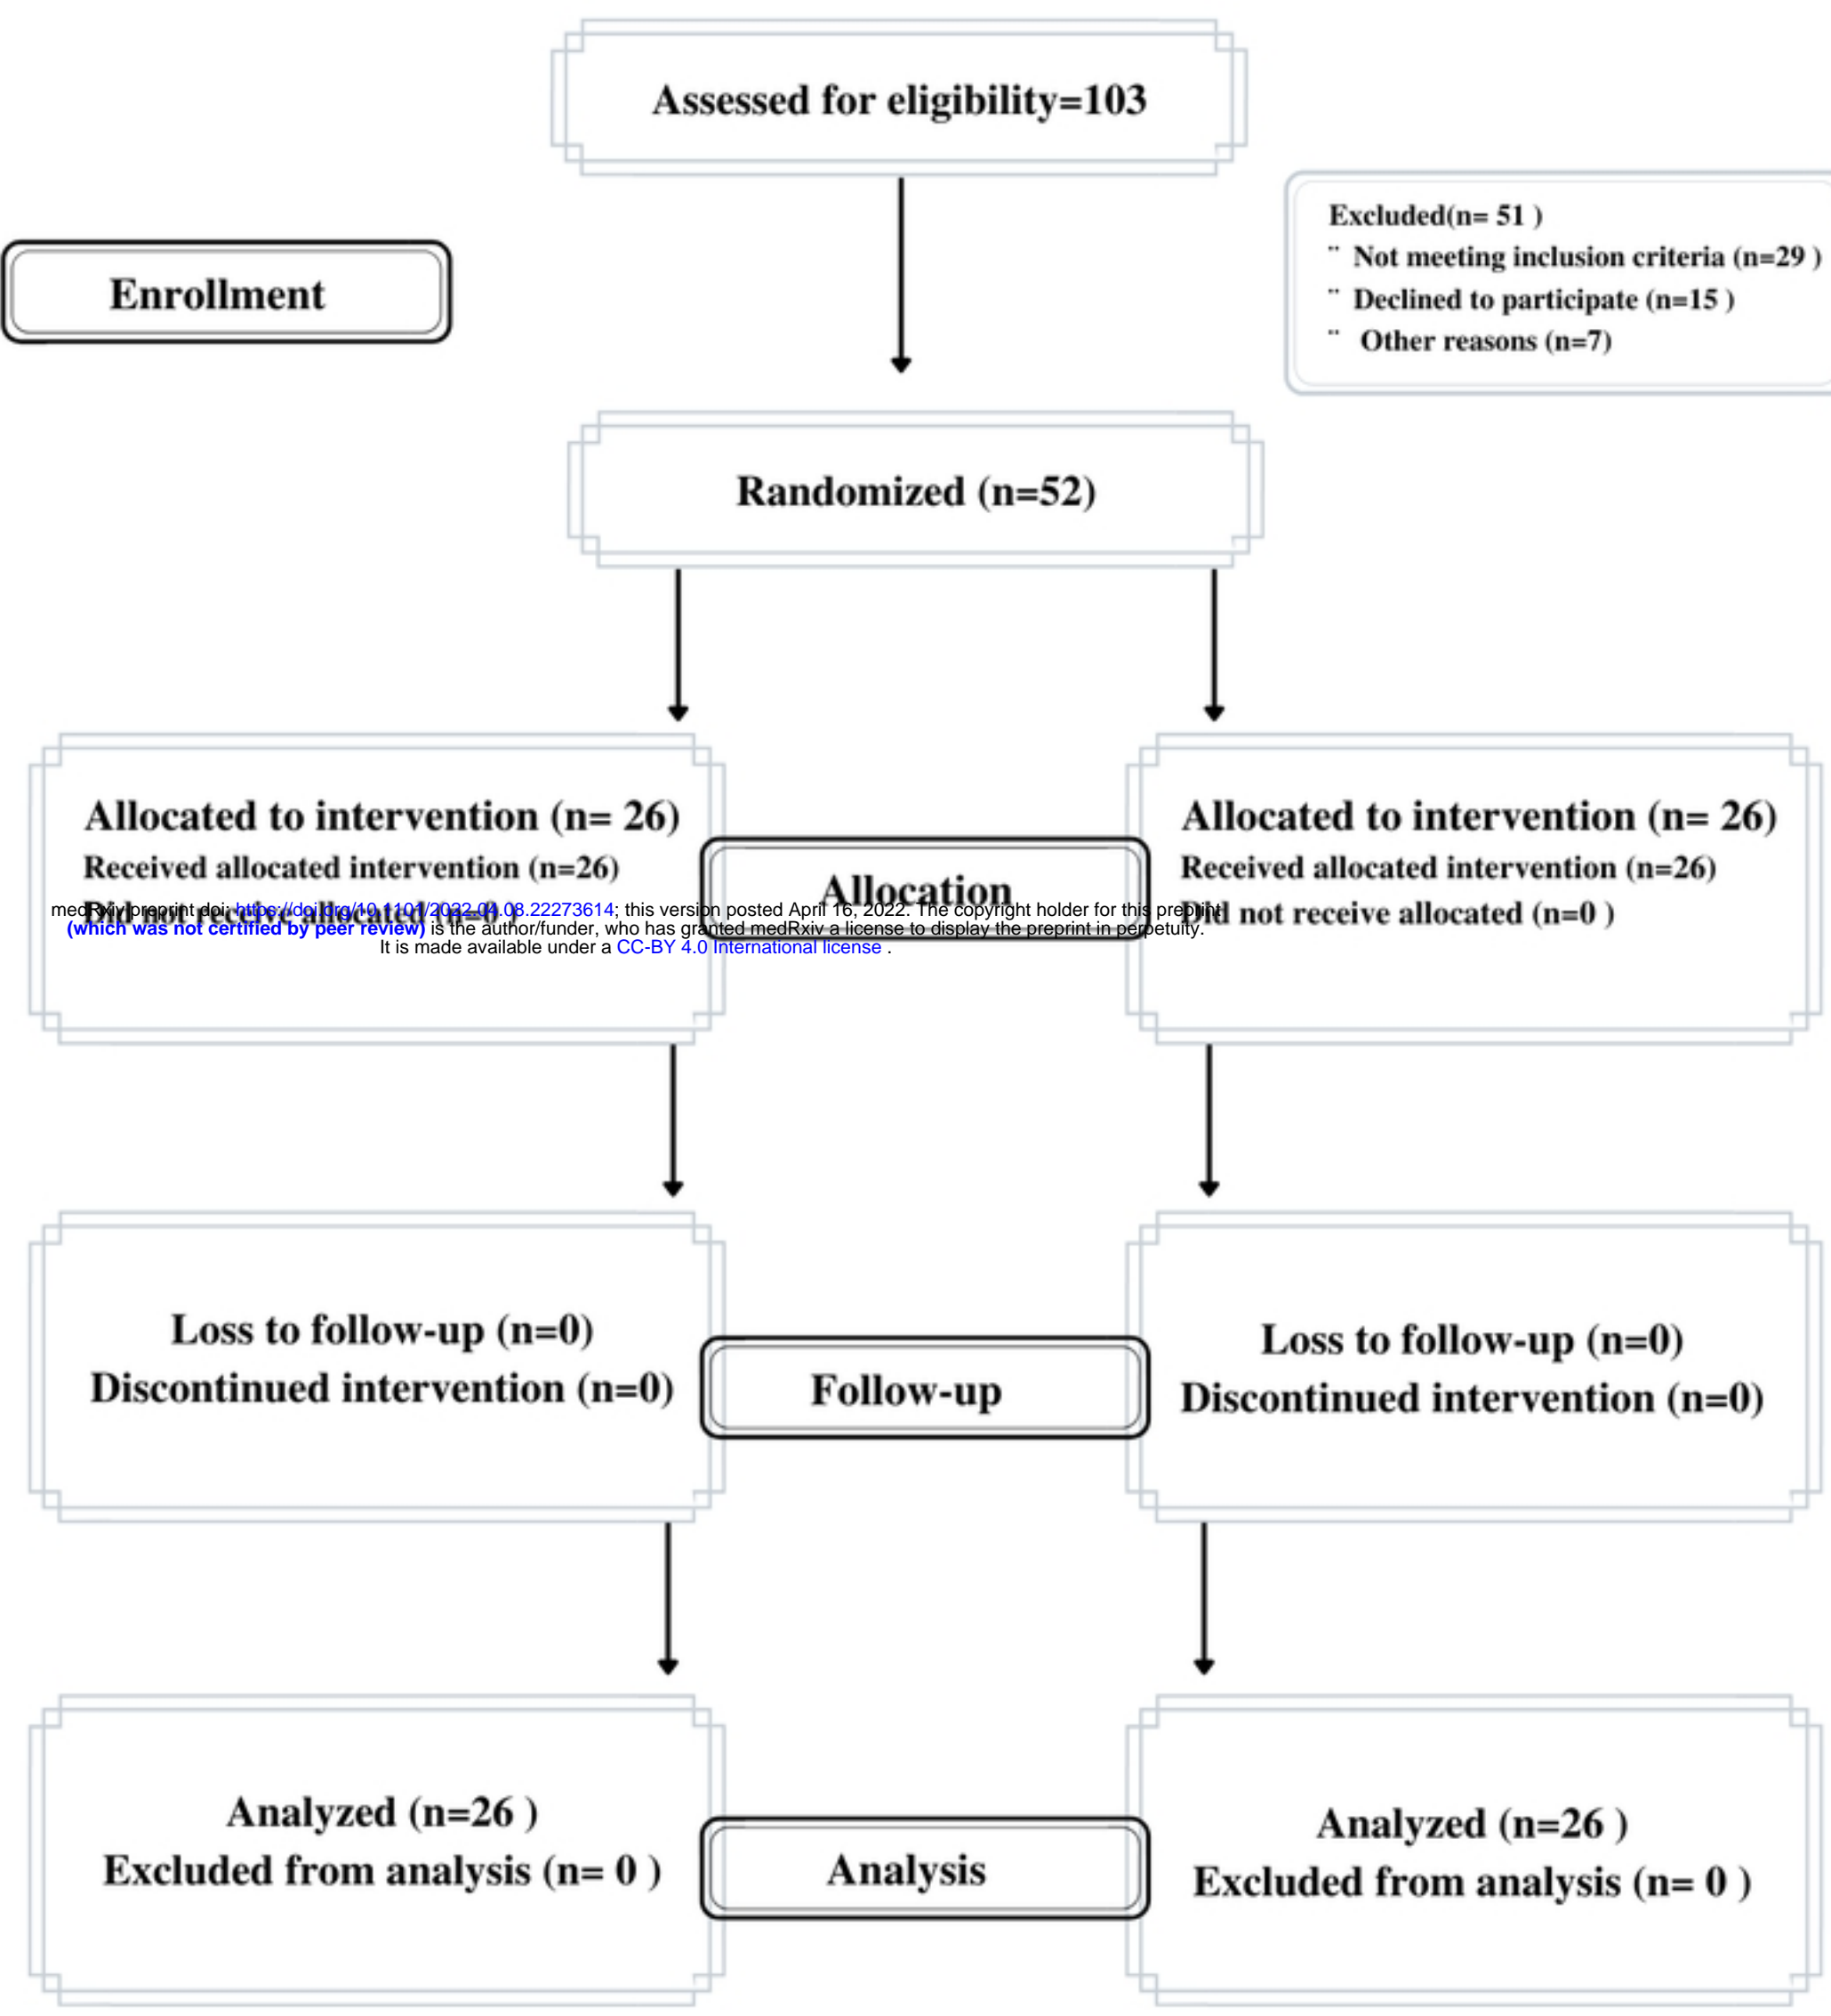 Assessed for eligibility=103
Excluded(n= 51 )
¨ Not meeting inclusion criteria (n=29 )
¨ Declined to participate (n=15 )
¨ Other reasons (n=7)
Enrollment
Randomized (n=52)
Allocated to intervention (n= 26)
Received allocated intervention (n=26)
Did not receive allocated (n=0 )
Allocation
Allocated to intervention (n= 26)
Received allocated intervention (n=26)
Did not receive allocated (n=0 )
medRxiv preprint doi: https://doi.org/10.1101/2022.04.08.22273614; this version posted April 16, 2022. The copyright holder for this preprint
(which was not certified by peer review) is the author/funder, who has granted medRxiv a license to display the preprint in perpetuity.
It is made available under a CC-BY 4.0 International license .
Loss to follow-up (n=0)
Discontinued intervention (n=0)
Follow-up
Loss to follow-up (n=0)
Discontinued intervention (n=0)
Analyzed (n=26 )
Excluded from analysis (n= 0 )
Analysis
Analyzed (n=26 )
Excluded from analysis (n= 0 )